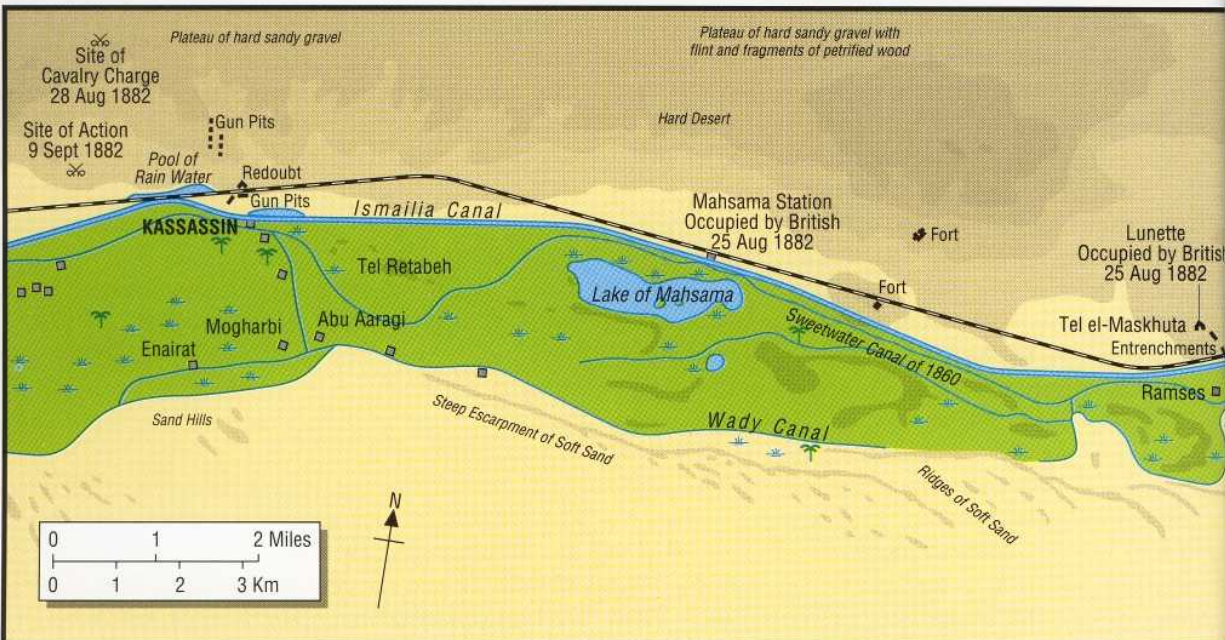 Plateau of hard sandy gravel
Plateau of hard sandy gravel with
flint and fragments of petrified wood
Site of
Cavalry Charge
28 Aug 1882
Site of Action
9 Sept 1882
Gun Pits
Hard Desert
Pool of
Rain Water
Redoubt
Gun Pits
KASSASSIN
Ismailia Canal
Mahsama Station
Occupied by British
25 Aug 1882
Fort
Lunette
Occupied by Britis
25 Aug 1882
Tel Retabeh
Lake of Mahsama
Fort
Sweetwater Canal of 1860
Tel el-Maskhuta
Entrenchments
Mogharbi
Abu Aaragi
Enairat
Ramses
Sand Hills
Steep Escarpment of Soft Sand
Wady Canal
Ridges of Soft Sand
N
0 1 2 Miles
0 1 2 3 Km